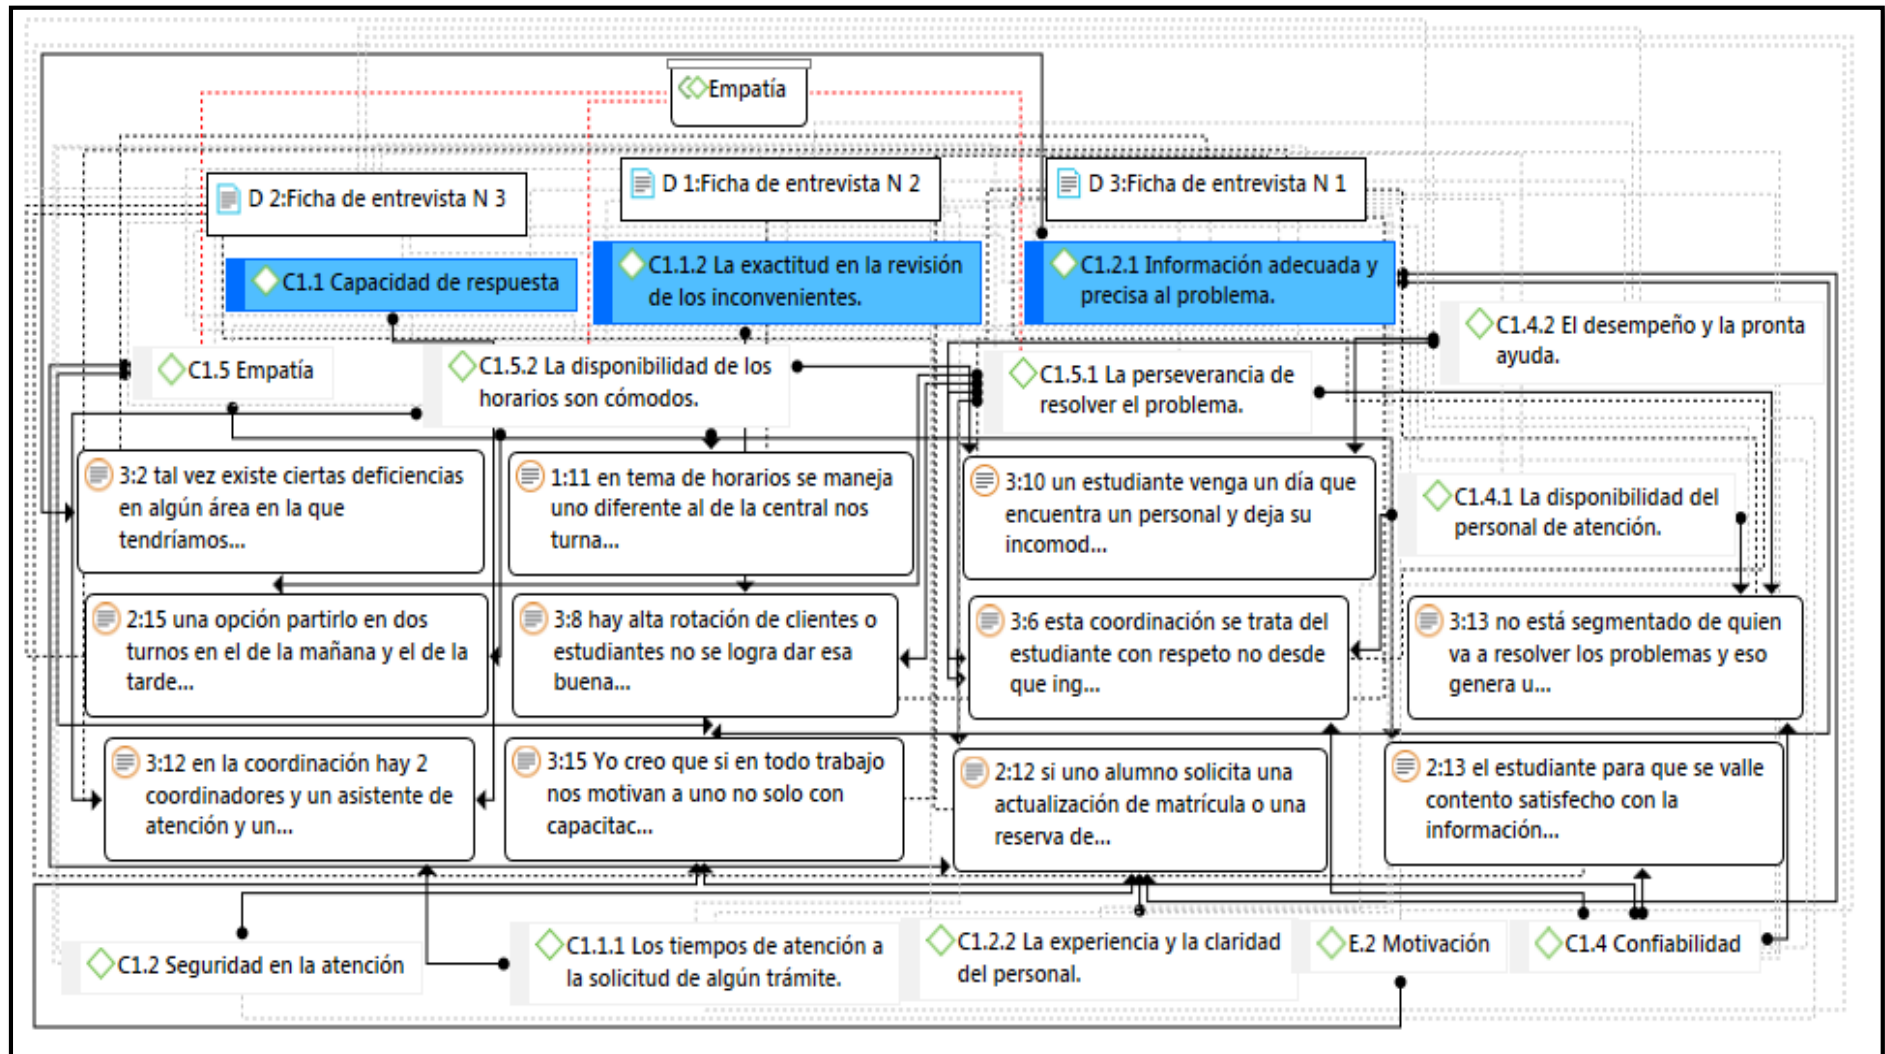 Empatía
D 2:Ficha de entrevista N 3
D 1:Ficha de entrevista N 2
D 3:Ficha de entrevista N 1
C1.1 Capacidad de respuesta
C1.1.2 La exactitud en la revisión
de los inconvenientes.
C1.2.1 Información adecuada y
precisa al problema.
C1.4.2 El desempeño y la pronta
ayuda.
C1.5 Empatía
C1.5.2 La disponibilidad de los
horarios son cómodos.
C1.5.1 La perseverancia de
resolver el problema.
3:2 tal vez existe ciertas deficiencias
en algún área en la que
tendríamos...
1:11 en tema de horarios se maneja
uno diferente al de la central nos
turna...
3:10 un estudiante venga un día que
encuentra un personal y deja su
incomod...
C1.4.1 La disponibilidad del
personal de atención.
2:15 una opción partirlo en dos
turnos en el de la mañana y el de la
tarde...
3:8 hay alta rotación de clientes o
estudiantes no se logra dar esa
buena...
3:6 esta coordinación se trata del
estudiante con respeto no desde
que ing...
3:13 no está segmentado de quien
va a resolver los problemas y eso
genera u...
3:12 en la coordinación hay 2
coordinadores y un asistente de
atención y un...
3:15 Yo creo que si en todo trabajo
nos motivan a uno no solo con
capacitac...
2:12 si uno alumno solicita una
actualización de matrícula o una
reserva de...
2:13 el estudiante para que se valle
contento satisfecho con la
información...
C1.2 Seguridad en la atención
C1.1.1 Los tiempos de atención a
la solicitud de algún trámite.
C1.2.2 La experiencia y la claridad
del personal.
E.2 Motivación
C1.4 Confiabilidad